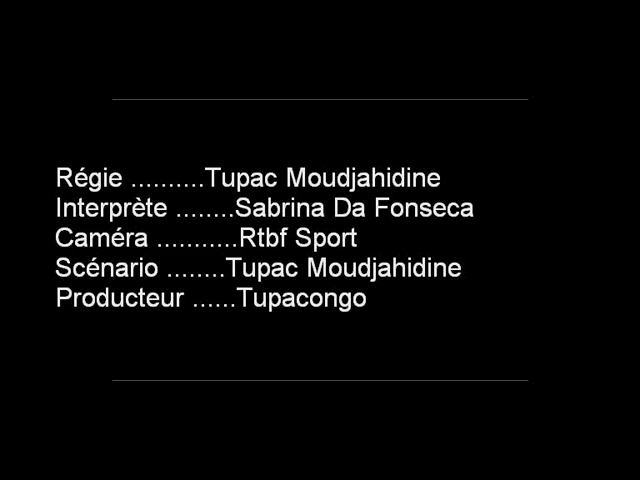 Régie ..........Tupac Moudjahidine
Interprète ........Sabrina Da Fonseca
Caméra ...........Rtbf Sport
Scénario ........Tupac Moudjahidine
Producteur ......Tupacongo